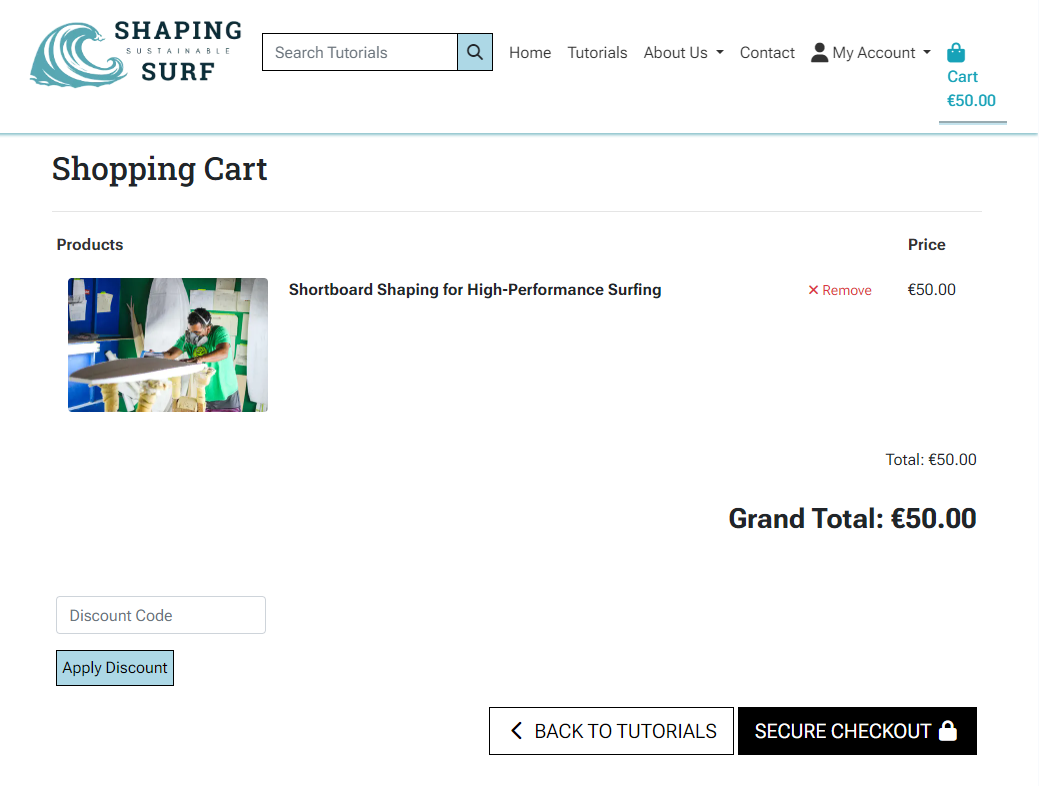 SHAPING
SUSTAINABLE
SURF
Search Tutorials
Home
Tutorials
About Us
Contact
My Account
Cart
€50.00
Shopping Cart
Products Price
Shortboard Shaping for High-Performance Surfing
Remove
€50.00
Total: €50.00
Grand Total: €50.00
Discount Code
Apply Discount
BACK TO TUTORIALS
SECURE CHECKOUT